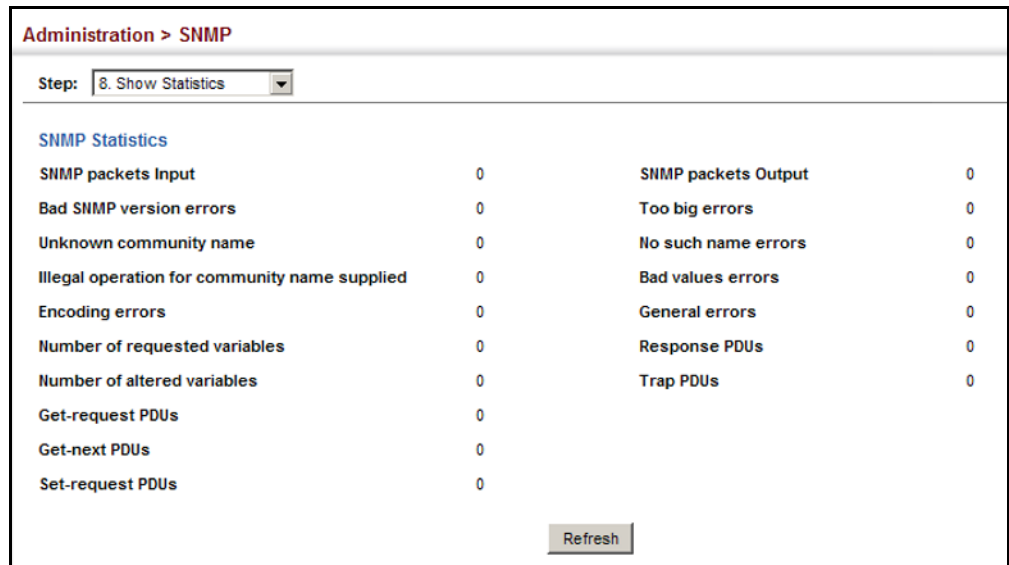 Administration > SNMP
Step: 8. Show Statistics
SNMP Statistics
SNMP packets Input 0 SNMP packets Output 0
Bad SNMP version errors 0 Too big errors 0
Unknown community name 0 No such name errors 0
Illegal operation for community name supplied 0 Bad values errors 0
Encoding errors 0 General errors 0
Number of requested variables 0 Response PDUs 0
Number of altered variables 0 Trap PDUs 0
Get-request PDUs 0
Get-next PDUs 0
Set-request PDUs 0
Refresh